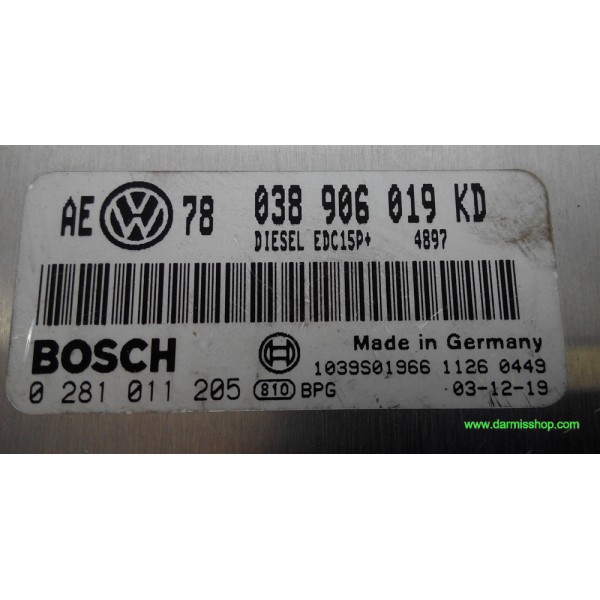 AE VW 78 038 906 019 KD
DIESEL EDC15P+ 4897
BOSCH Made in Germany
1039S01966 1126 0449
0 281 011 205 810 BPG 03-12-19
www.darmisshop.com